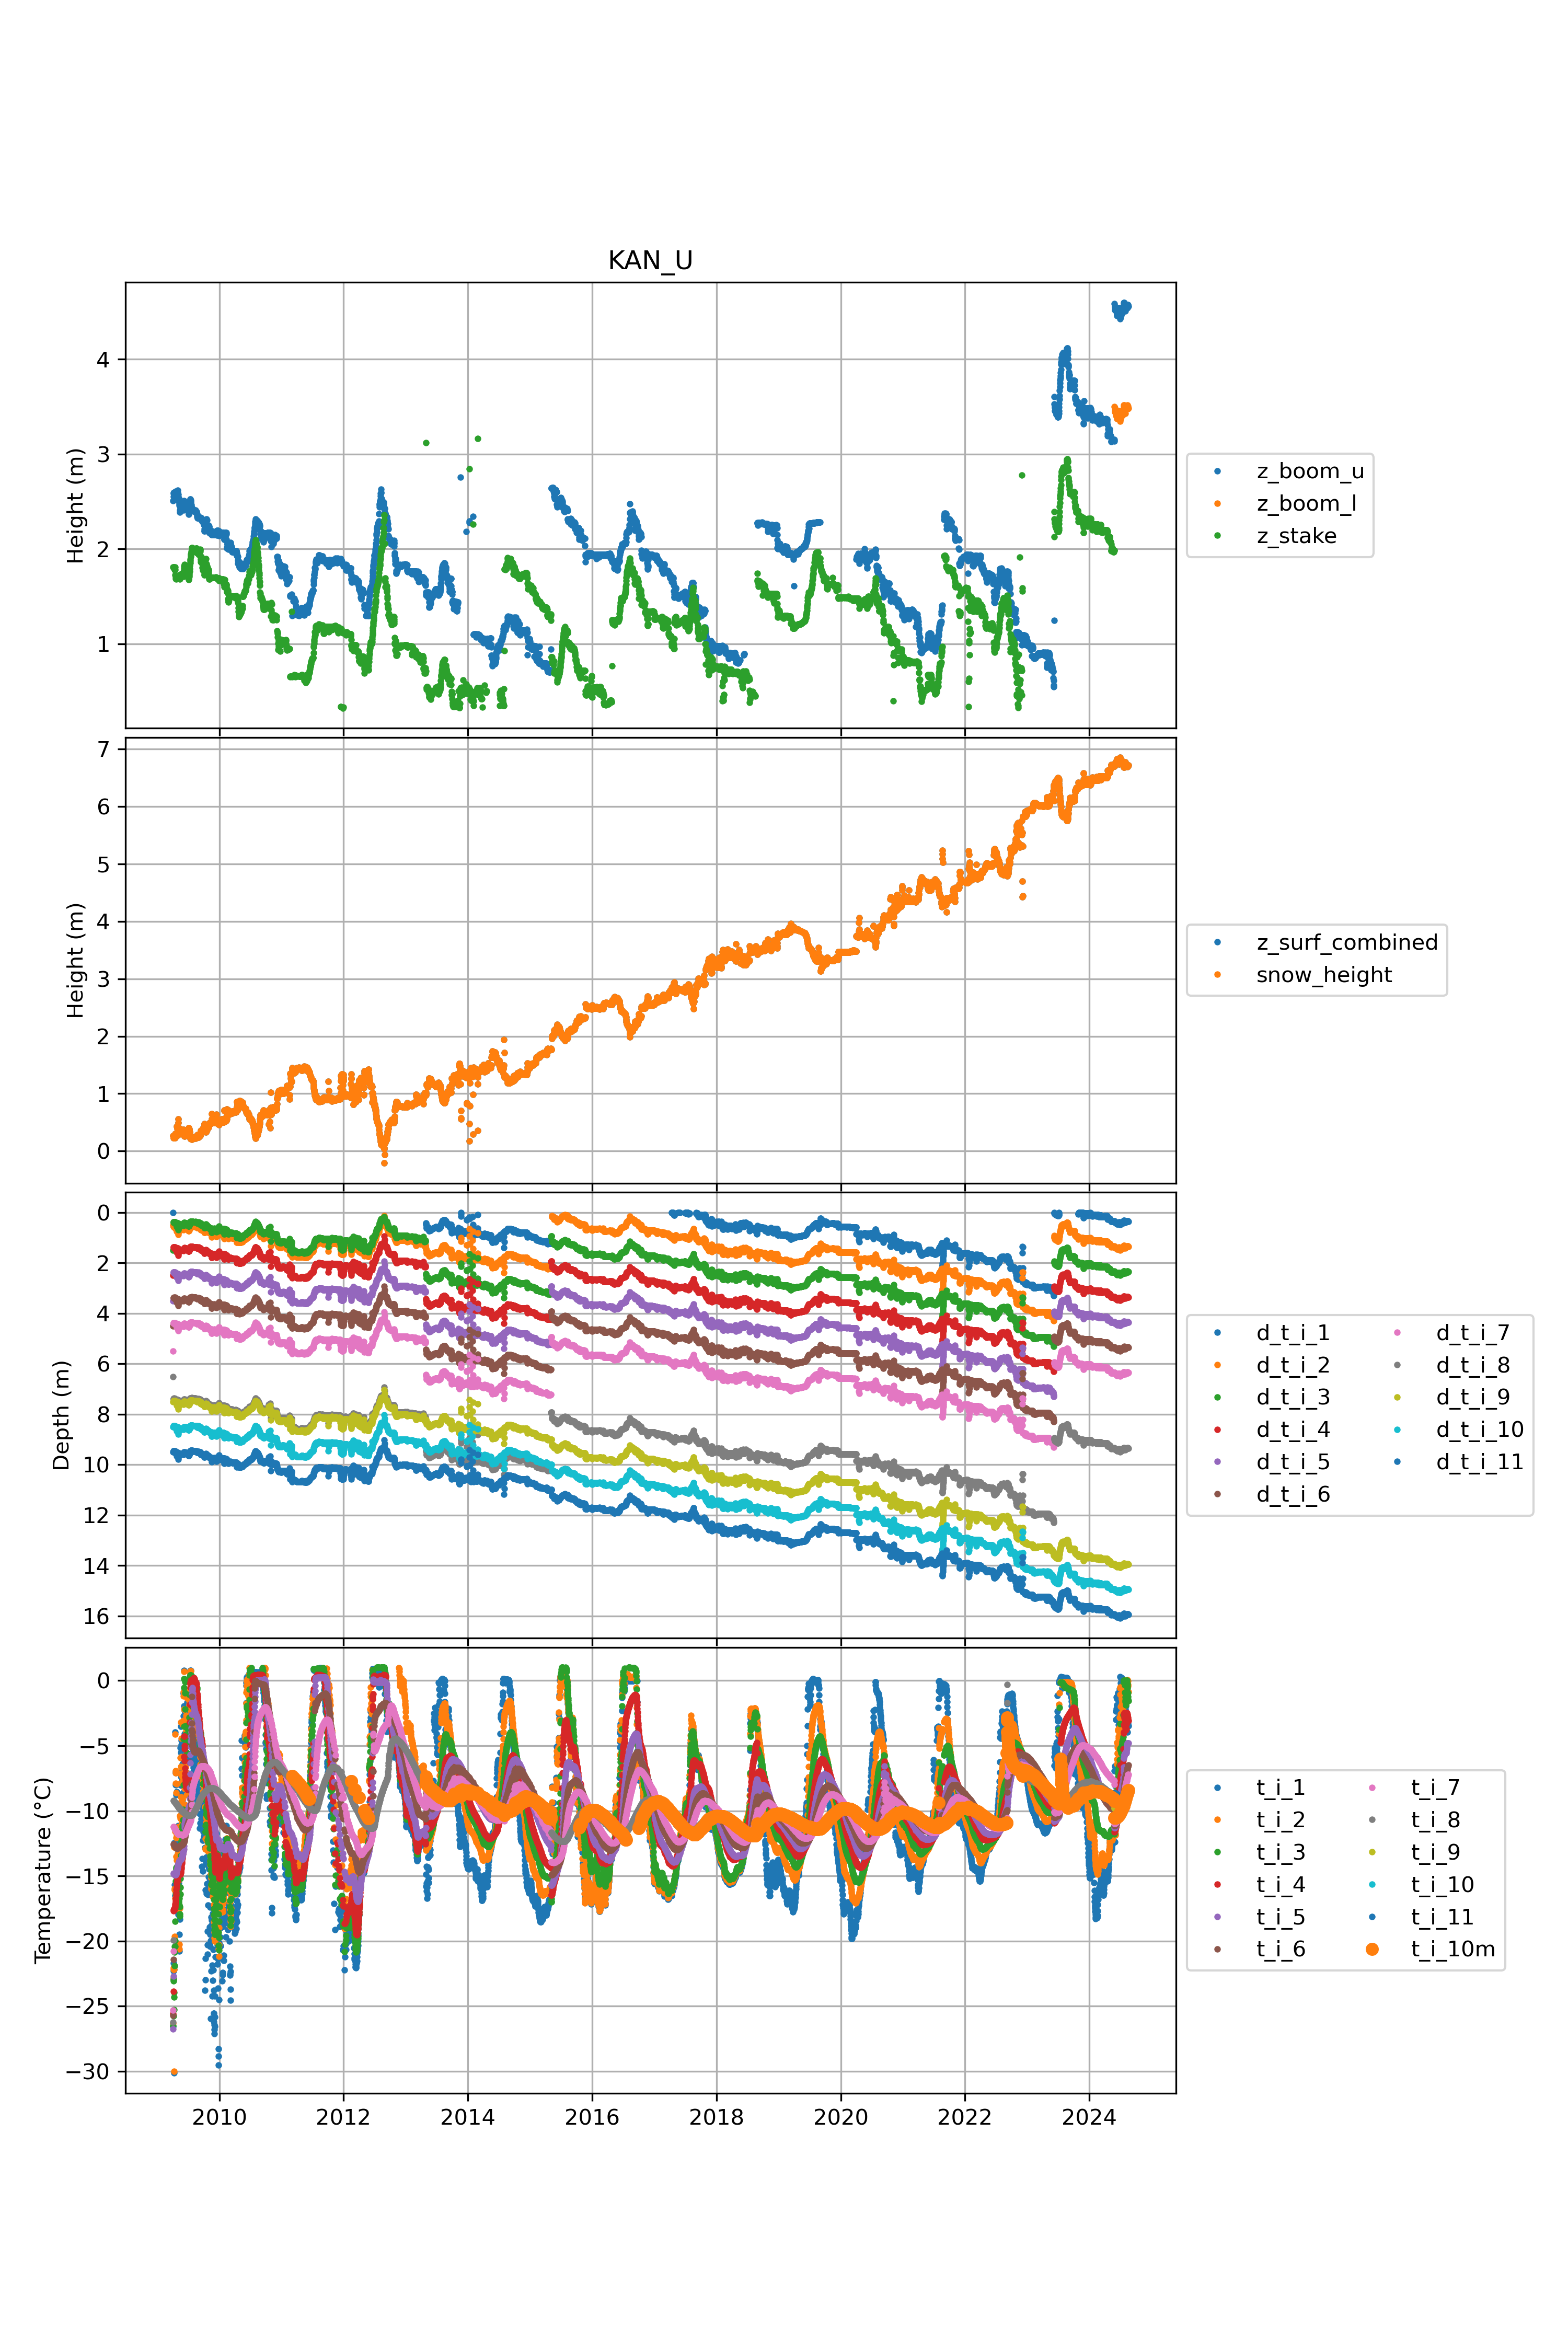 KAN_U
Height (m)
4
3
2
1
z_boom_u
z_boom_l
z_stake
Height (m)
7
6
5
4
3
2
1
0
z_surf_combined
snow_height
Depth (m)
0
2
4
6
8
10
12
14
16
d_t_i_1 d_t_i_7
d_t_i_2 d_t_i_8
d_t_i_3 d_t_i_9
d_t_i_4 d_t_i_10
d_t_i_5 d_t_i_11
d_t_i_6
Temperature (°C)
0
−5
−10
−15
−20
−25
−30
t_i_1 t_i_7
t_i_2 t_i_8
t_i_3 t_i_9
t_i_4 t_i_10
t_i_5 t_i_11
t_i_6 t_i_10m
2010 2012 2014 2016 2018 2020 2022 2024